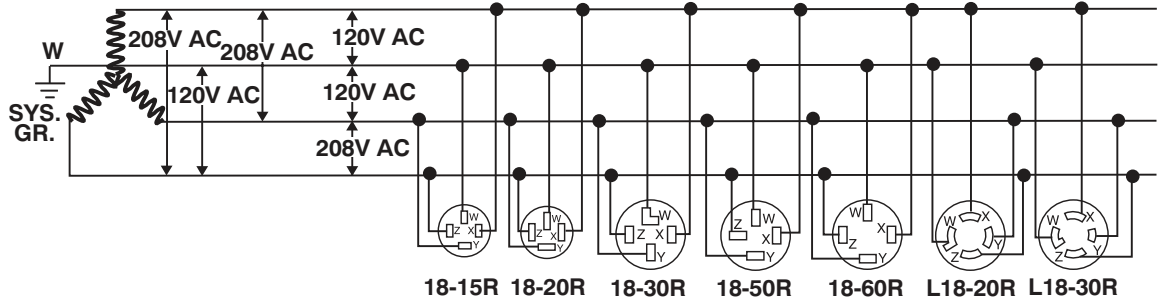 208V AC
208V AC
120V AC
W
120V AC
120V AC
SYS.
GR.
208V AC
W
Z
X
Y
W
Z
X
Y
W
Z
X
Y
W
Z
X
Y
W
Z
X
Y
W
X
Z
Y
W
X
Z
Y
18-15R
18-20R
18-30R
18-50R
18-60R
L18-20R
L18-30R